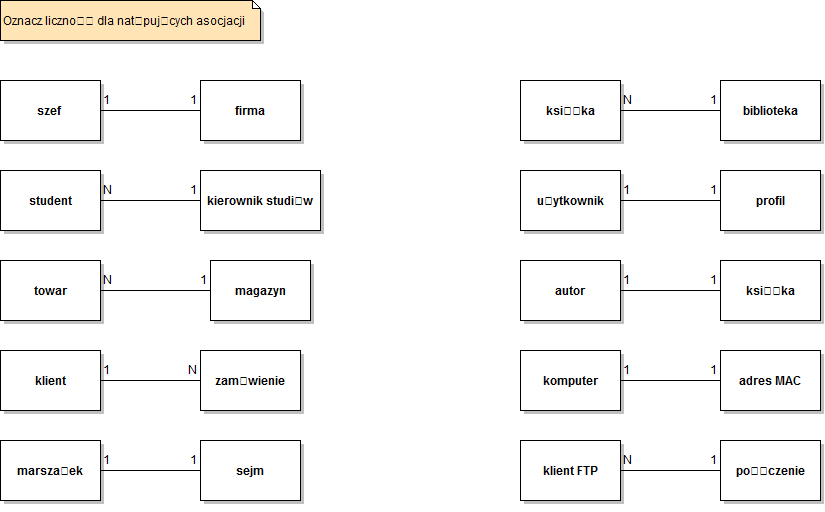 Oznacz liczno□□ dla nat□puj□cych asocjacji
szef 1 1 firma
student N 1 kierownik studi□w
towar N 1 magazyn
klient 1 N zam□wienie
marsza□ek 1 1 sejm
ksi□□ka N 1 biblioteka
u□ytkownik 1 1 profil
autor 1 1 ksi□□ka
komputer 1 1 adres MAC
klient FTP N 1 po□□czenie